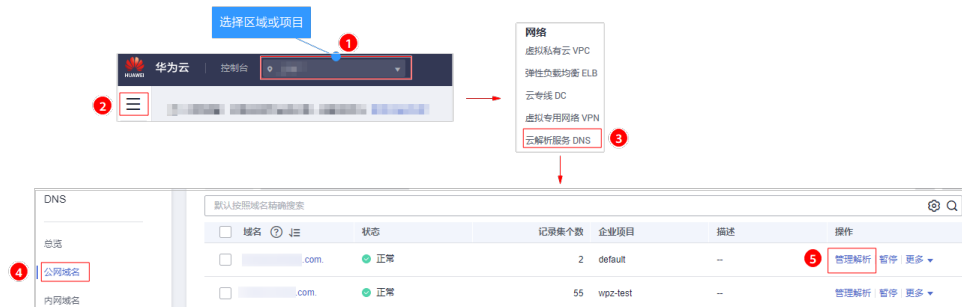 选择区域或项目
1
HUAWEI 华为云 控制台
2
网络
虚拟私有云 VPC
弹性负载均衡 ELB
云专线 DC
虚拟专用网络 VPN
云解析服务 DNS
3
DNS
总览
4 公网域名
内网域名
默认按照域名精确搜索
域名 ? 状态 记录集个数 企业项目 描述 操作
.com. 正常 2 default -- 5 管理解析 暂停 更多
.com. 正常 55 wpz-test -- 管理解析 暂停 更多